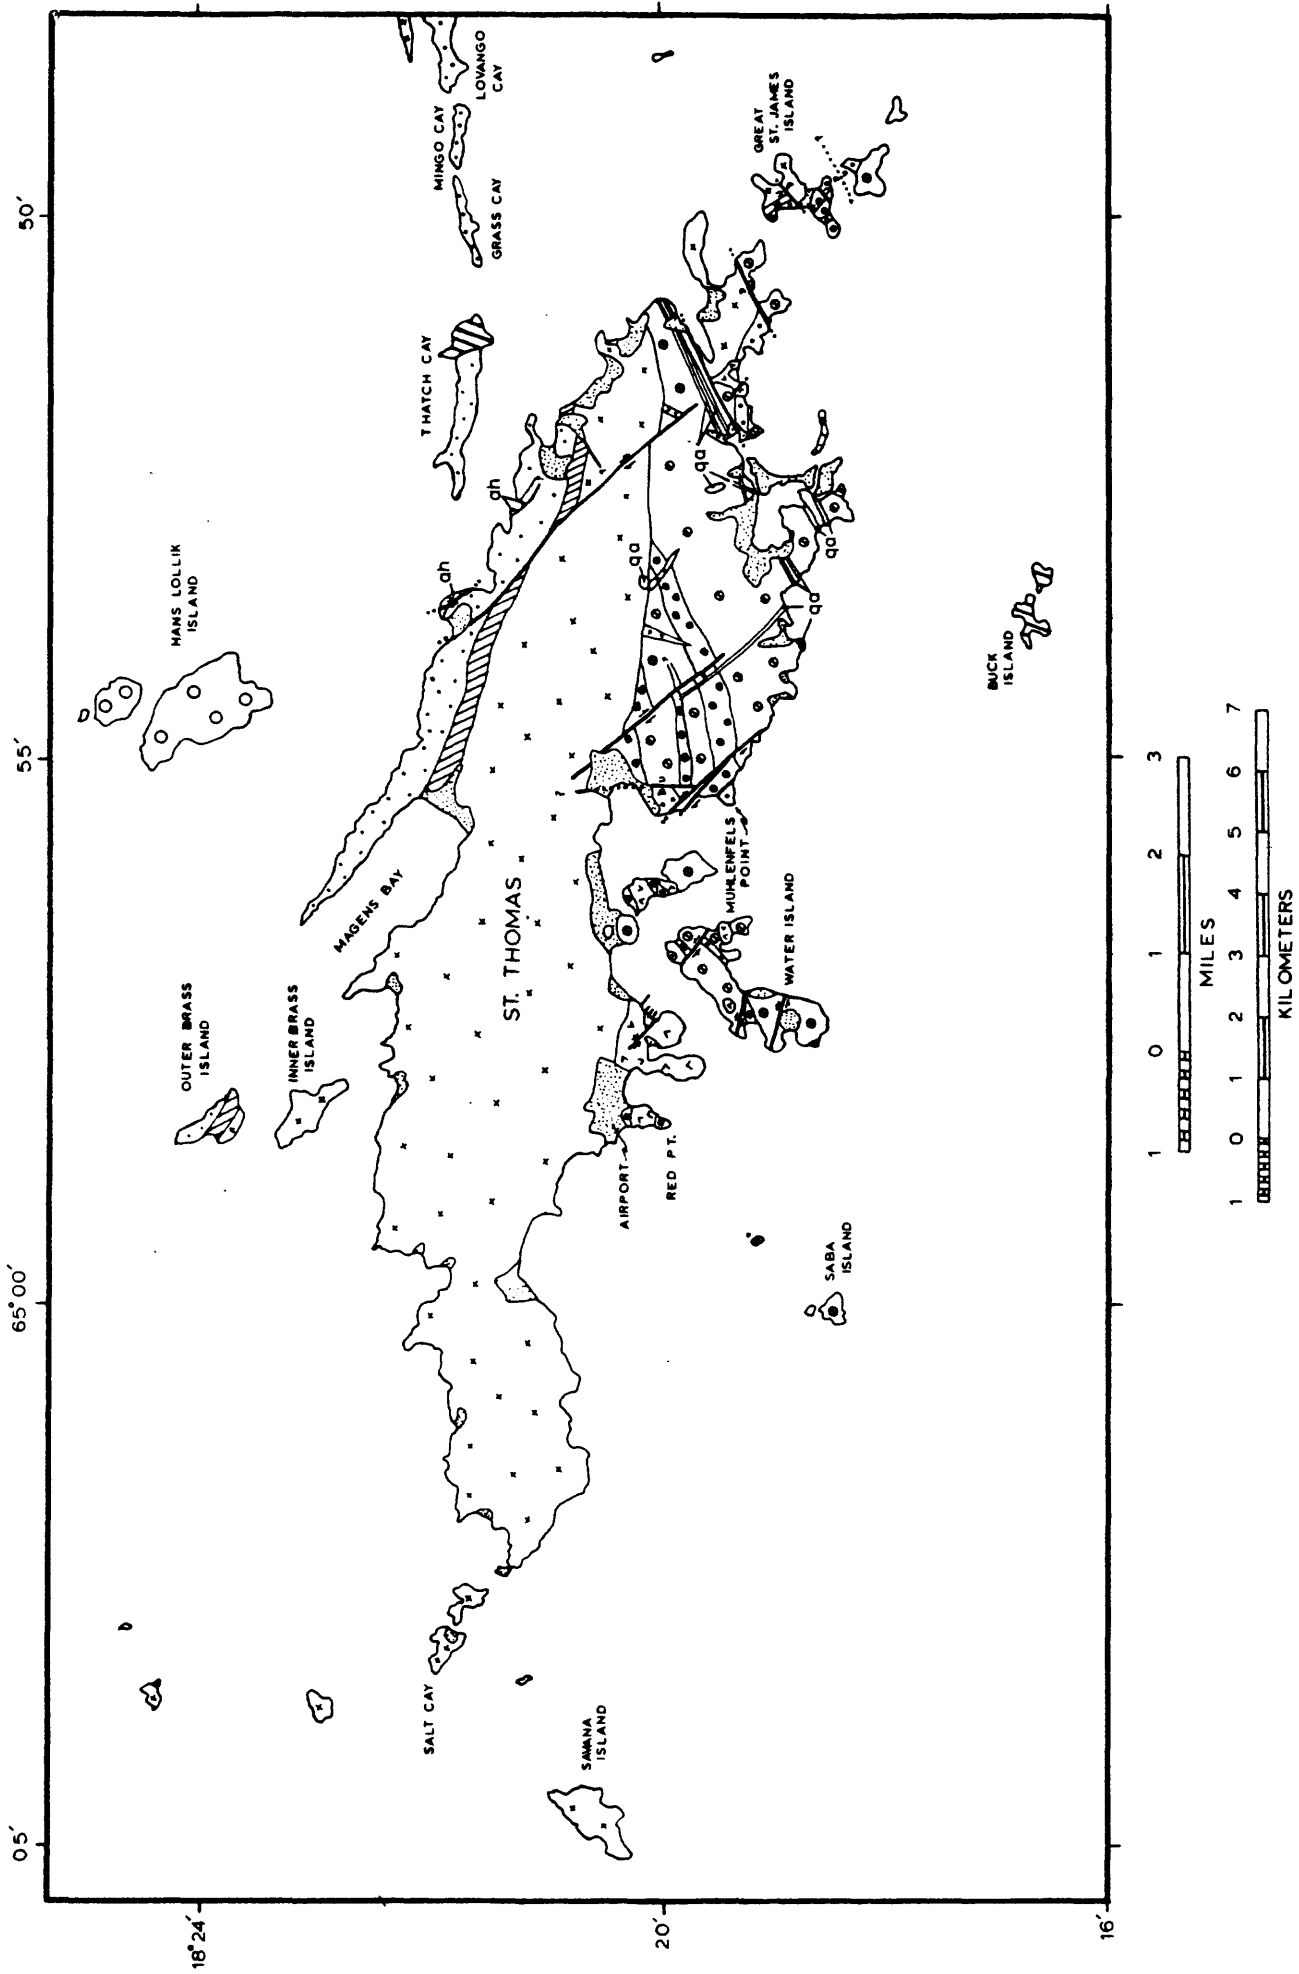 05'
65° 00'
55'
50'
18°24'
20'
16'
HANS LOLLIK
ISLAND
OUTER BRASS
ISLAND
INNER BRASS
ISLAND
MAGENS BAY
THATCH CAY
MINGO CAY
GRASS CAY
LOVANGO
CAY
SALT CAY
SAVANA
ISLAND
ST. THOMAS
ah
ah
qa
qa
qa
qa
?
U
GREAT
ST. JAMES
ISLAND
AIRPORT
RED PT.
MUHLENFELS
POINT
WATER ISLAND
SABA
ISLAND
BUCK
ISLAND
1 0 1 2 3
MILES
1 0 1 2 3 4 5 6 7
KILOMETERS